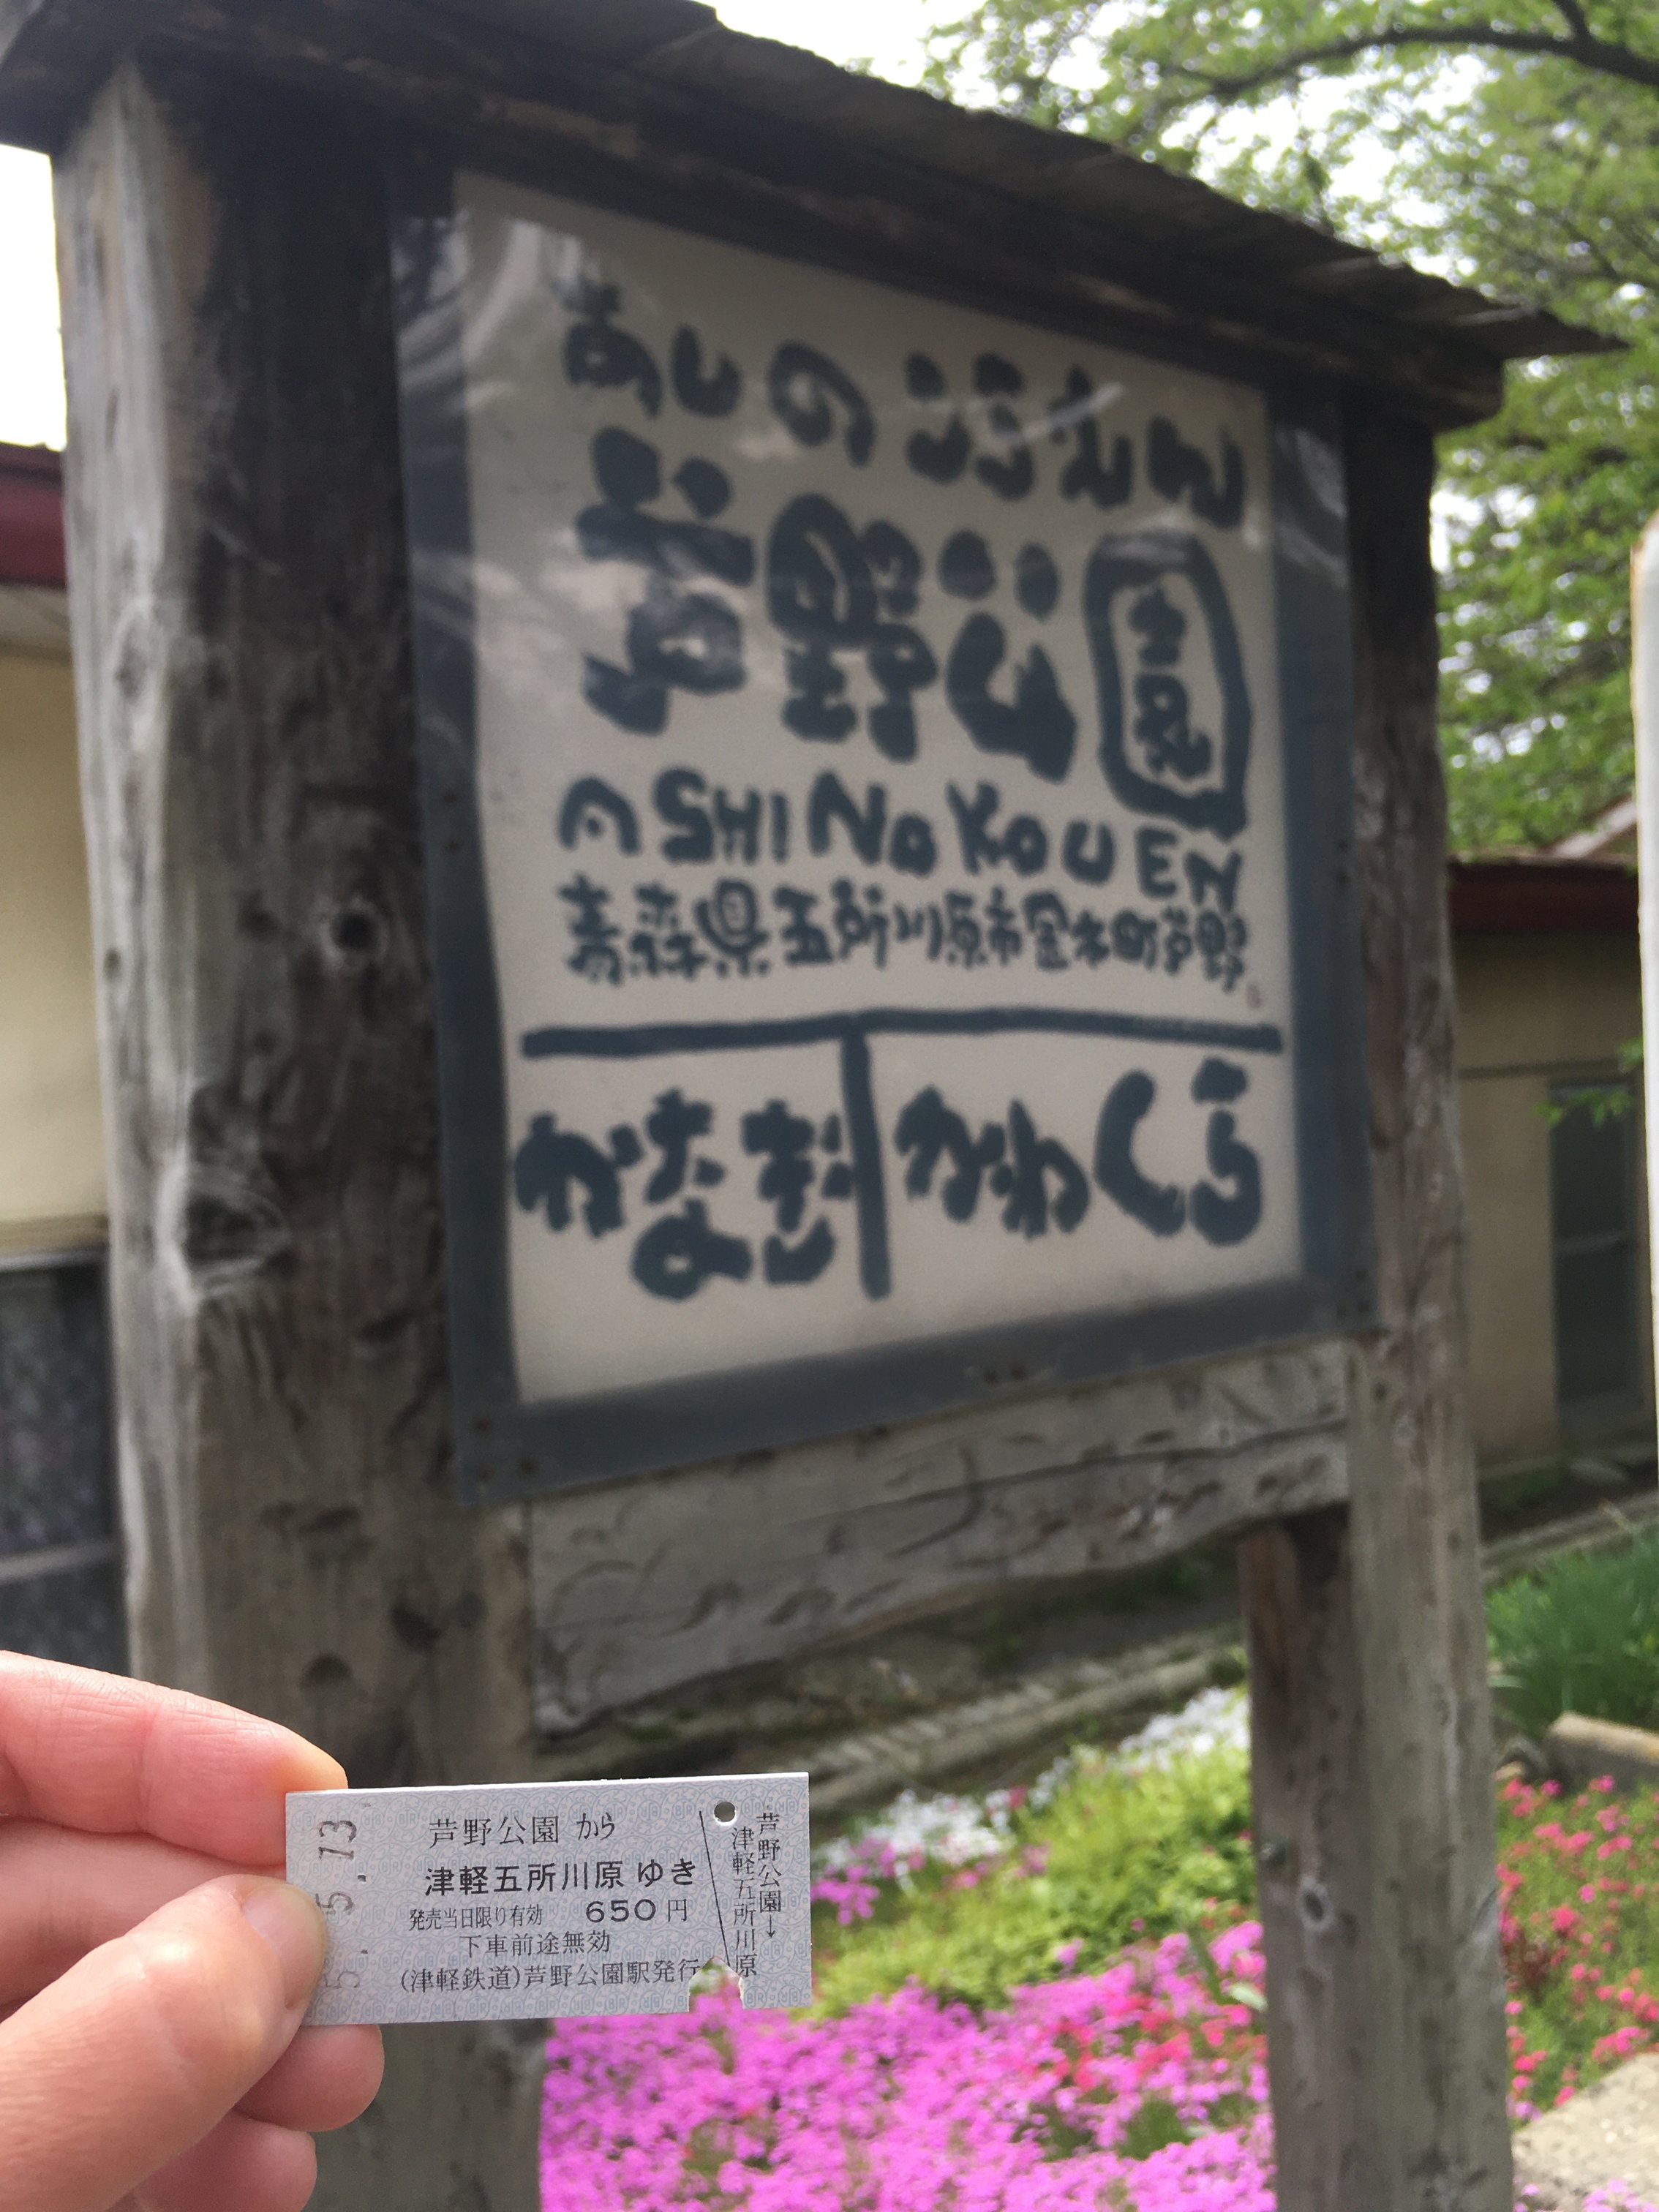 あしのこうえん
芦野公園
ASHINOKOUEN
青森県五所川原市金木町芦野
かなぎ
かわくら
芦野公園 から
津軽五所川原 ゆき
発売当日限り有効 650円
下車前途無効
(津軽鉄道)芦野公園駅発行
芦野公園→
津軽五所川原
5. 5. 13